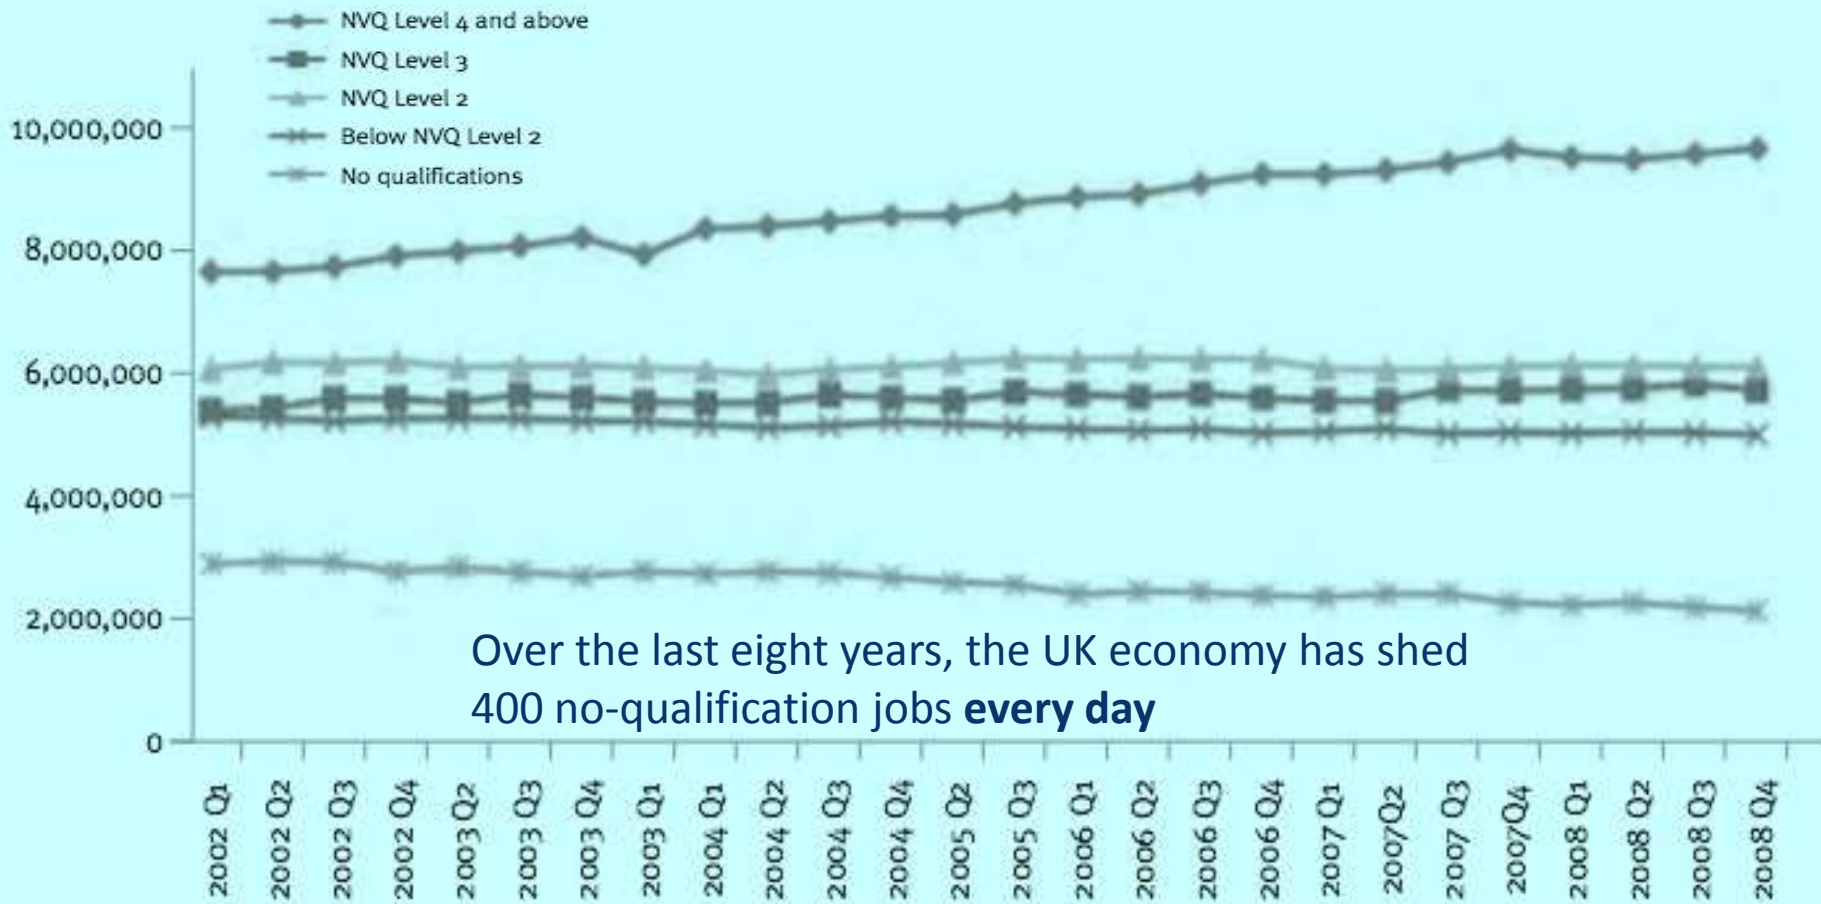 NVQ Level 4 and above
NVQ Level 3
NVQ Level 2
Below NVQ Level 2
No qualifications
10,000,000
8,000,000
6,000,000
4,000,000
2,000,000
0
Over the last eight years, the UK economy has shed
400 no-qualification jobs every day
2002 Q1
2002 Q2
2002 Q3
2002 Q4
2003 Q2
2003 Q3
2003 Q4
2003 Q1
2004 Q1
2004 Q2
2004 Q3
2004 Q4
2005 Q2
2005 Q3
2006 Q1
2006 Q2
2006 Q3
2006 Q4
2007 Q1
2007Q2
2007 Q3
2007Q4
2008 Q1
2008 Q2
2008 Q3
2008 Q4